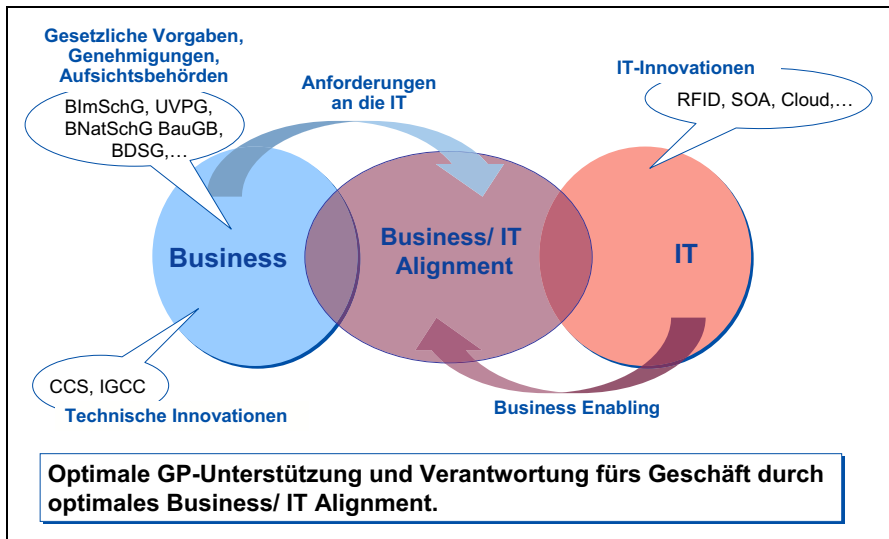 Gesetzliche Vorgaben,
Genehmigungen,
Aufsichtsbehörden
BImSchG, UVPG,
BNatSchG BauGB,
BDSG,...
Anforderungen
an die IT
IT-Innovationen
RFID, SOA, Cloud,...
Business
Business/ IT
Alignment
IT
CCS, IGCC
Technische Innovationen
Business Enabling
Optimale GP-Unterstützung und Verantwortung fürs Geschäft durch
optimales Business/ IT Alignment.